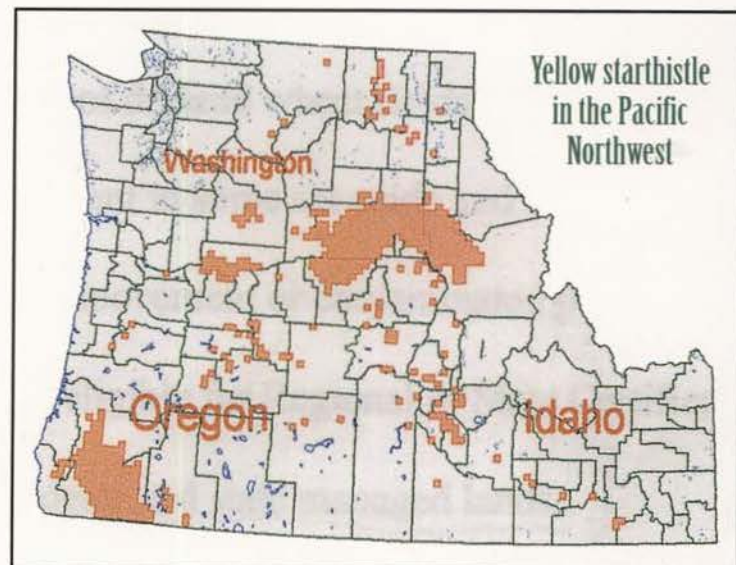 Yellow starthistle
in the Pacific
Northwest
Washington
Oregon
Idaho